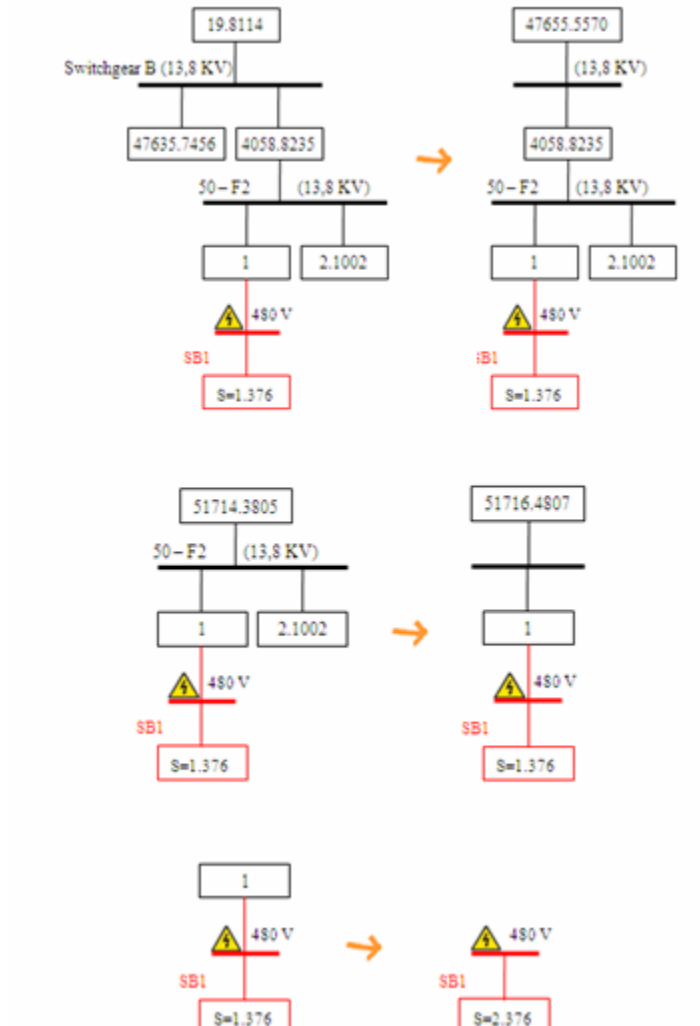 19.8114
47655.5570
Switchgear B (13,8 KV)
(13,8 KV)
47635.7456
4058.8235
4058.8235
50 – F2
(13,8 KV)
50 – F2
(13,8 KV)
1
2.1002
1
2.1002
480 V
480 V
SB1
SB1
S=1.376
S=1.376
51714.3805
51716.4807
50 – F2
(13,8 KV)
1
2.1002
1
480 V
480 V
SB1
SB1
S=1.376
S=1.376
1
480 V
480 V
SB1
SB1
S=1.376
S=2.376